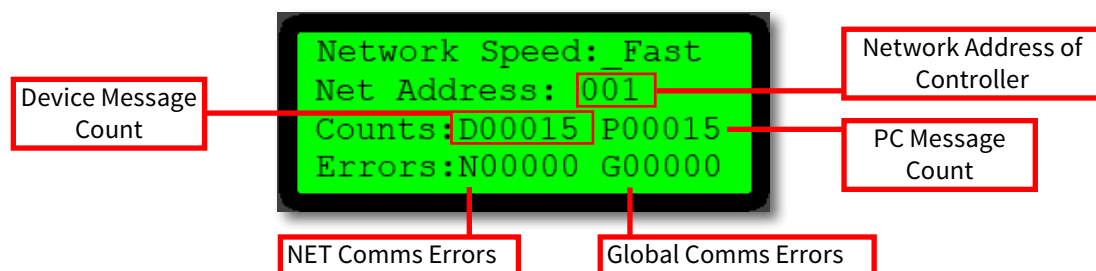 Network Speed:_Fast
Net Address: 001
Counts:D00015 P00015
Errors:N00000 G00000
Device Message
Count
Network Address of
Controller
PC Message
Count
NET Comms Errors
Global Comms Errors